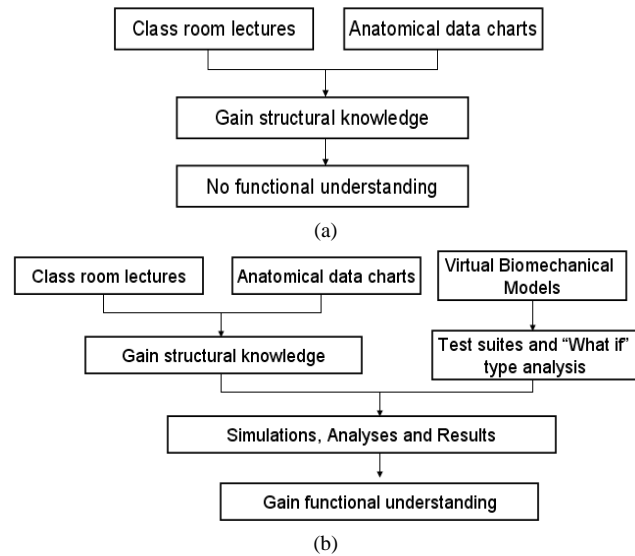 Class room lectures
Anatomical data charts
Gain structural knowledge
No functional understanding
(a)
Class room lectures
Anatomical data charts
Virtual Biomechanical
Models
Gain structural knowledge
Test suites and “What if”
type analysis
Simulations, Analyses and Results
Gain functional understanding
(b)